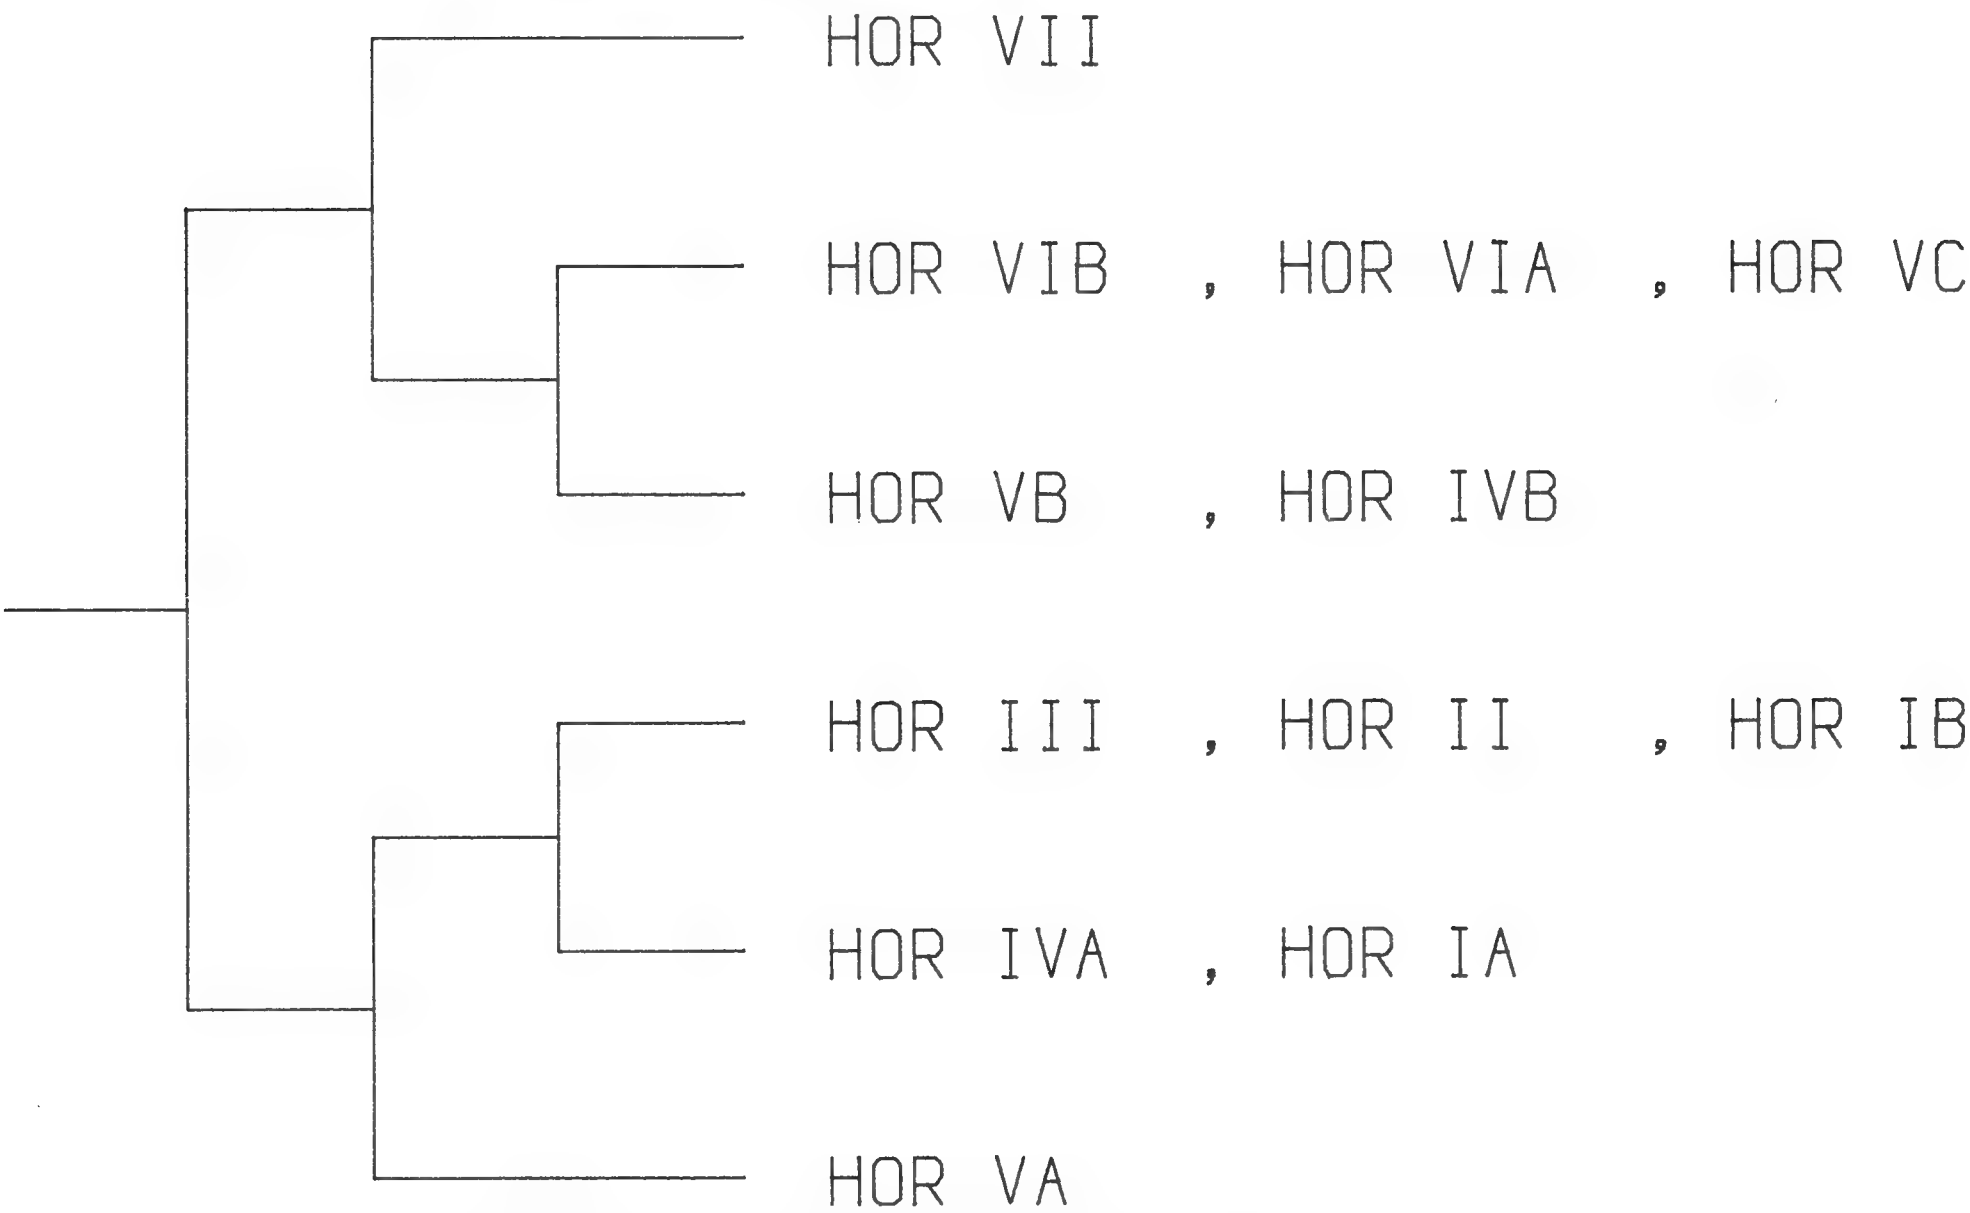 HOR VII
HOR VIB , HOR VIA , HOR VC
HOR VB , HOR IVB
HOR III , HOR II , HOR IB
HOR IVA , HOR IA
HOR VA